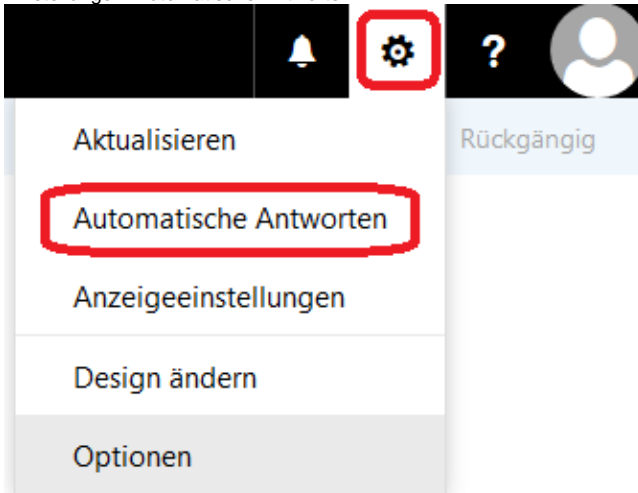 ?
Aktualisieren
Rückgängig
Automatische Antworten
Anzeigeeinstellungen
Design ändern
Optionen